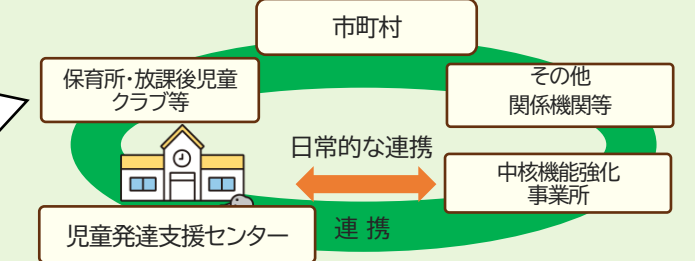 市町村
保育所・放課後児童
クラブ等
その他
関係機関等
日常的な連携
中核機能強化
事業所
児童発達支援センター
連 携